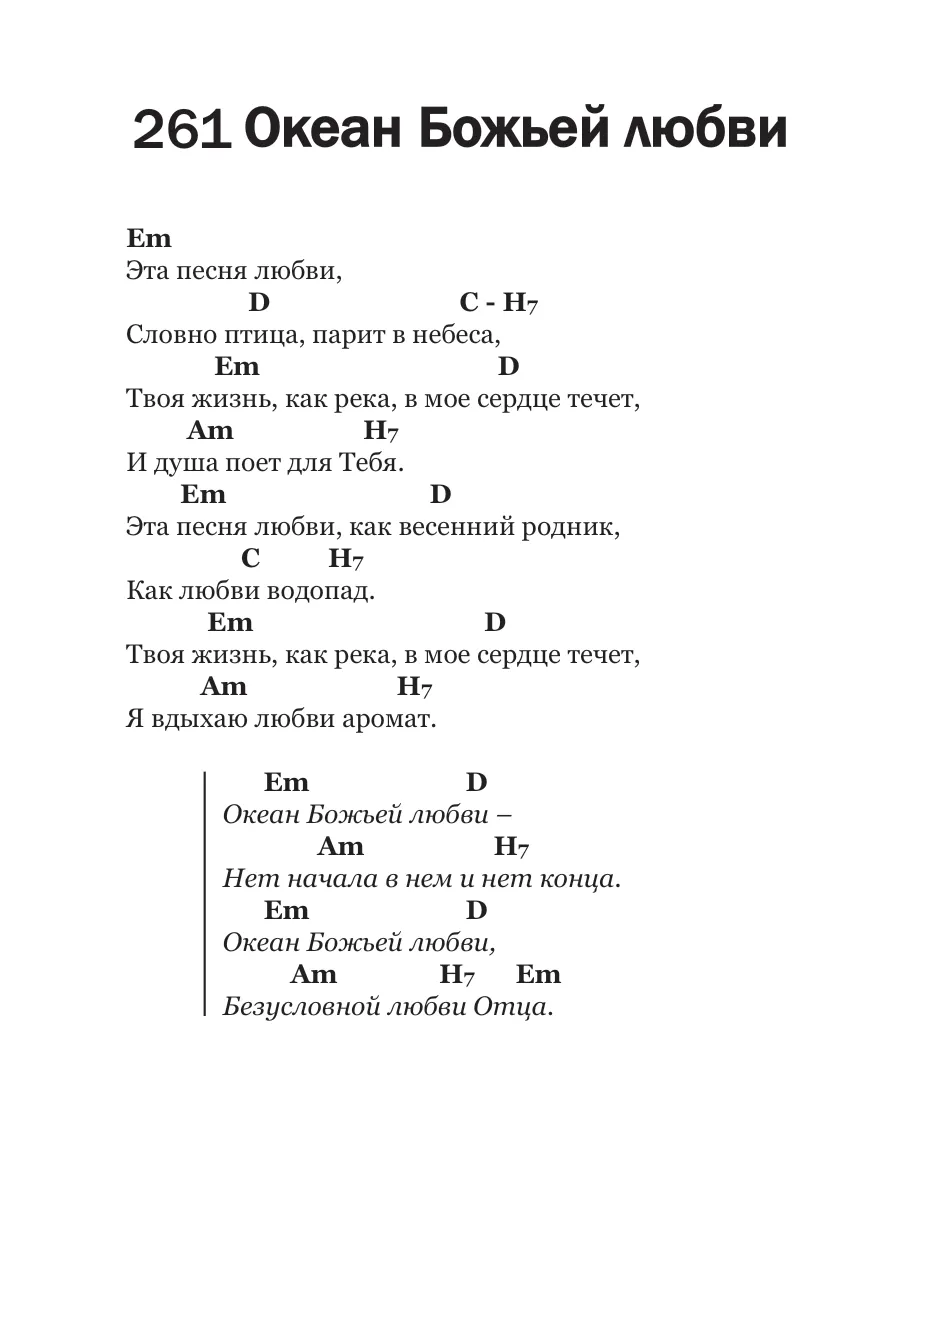 261 Океан Божьей любви
Em
Эта песня любви,
D C - H7
Словно птица, парит в небеса,
Em D
Твоя жизнь, как река, в мое сердце течет,
Am H7
И душа поет для Тебя.
Em D
Эта песня любви, как весенний родник,
C H7
Как любви водопад.
Em D
Твоя жизнь, как река, в мое сердце течет,
Am H7
Я вдыхаю любви аромат.
Em D
Океан Божьей любви –
Am H7
Нет начала в нем и нет конца.
Em D
Океан Божьей любви,
Am H7 Em
Безусловной любви Отца.